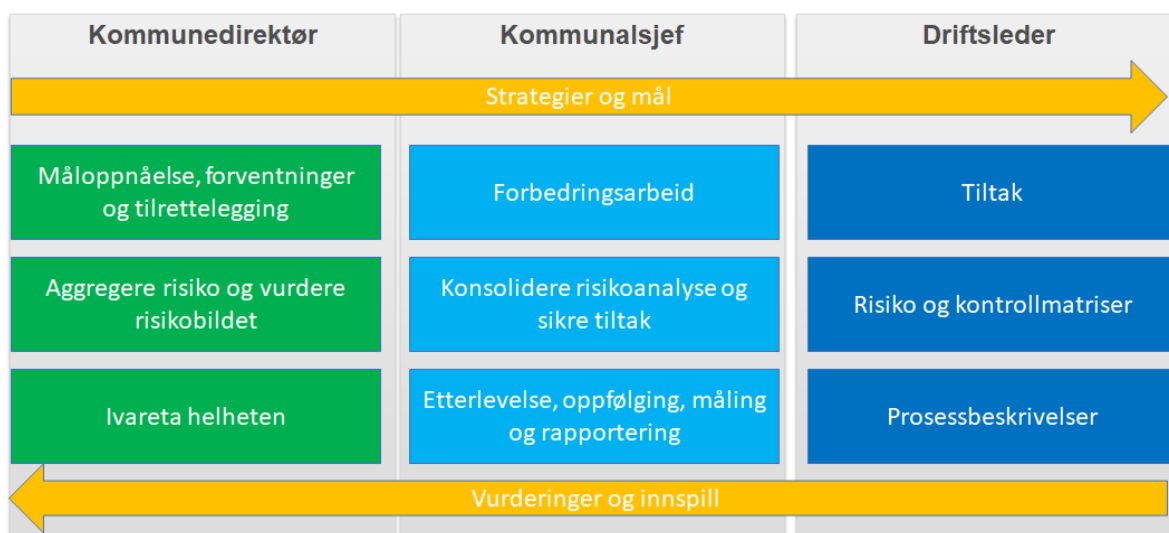 Kommunedirektør
Kommunalsjef
Driftsleder
Strategier og mål
Måloppnåelse, forventninger
og tilrettelegging
Forbedringsarbeid
Tiltak
Aggregere risiko og vurdere
risikobildet
Konsolidere risikoanalyse og
sikre tiltak
Risiko og kontrollmatriser
Ivareta helheten
Etterlevelse, oppfølging, måling
og rapportering
Prosessbeskrivelser
Vurderinger og innspill